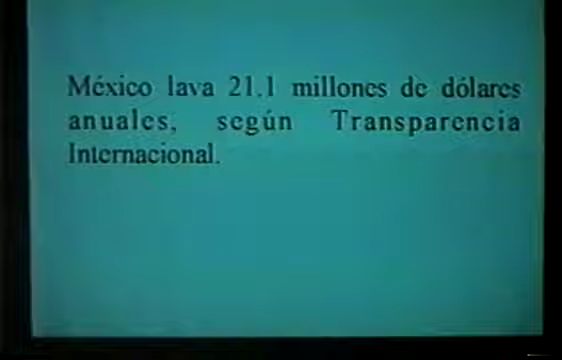 México lava 21.1 millones de dólares
anuales, según Transparencia
Internacional.